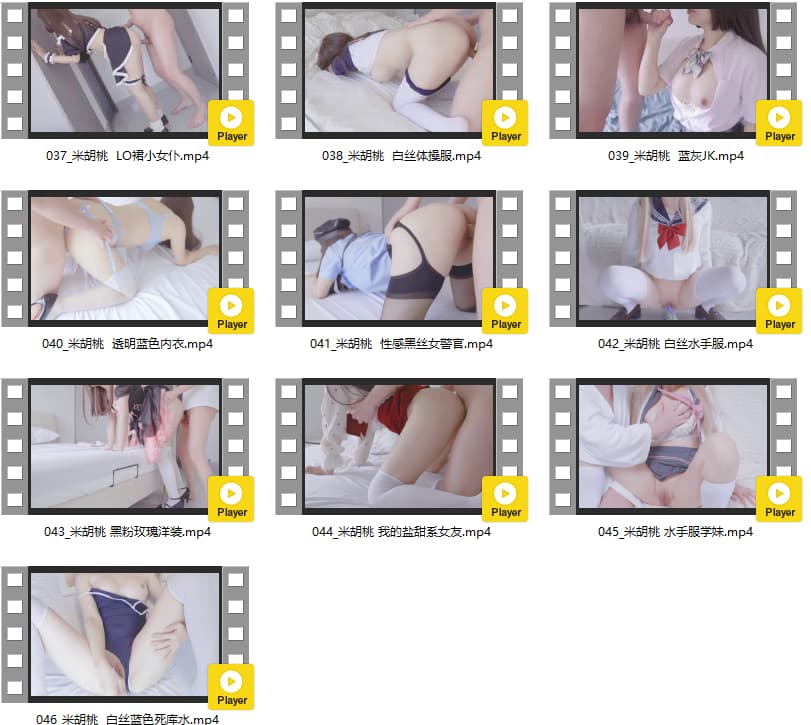 Player
Player
Player
037_米胡桃 LO裙小女仆.mp4
038_米胡桃 白丝体操服.mp4
039_米胡桃 蓝灰JK.mp4
Player
Player
Player
040_米胡桃 透明蓝色内衣.mp4
041_米胡桃 性感黑丝女警官.mp4
042_米胡桃 白丝水手服.mp4
Player
Player
Player
043_米胡桃 黑粉玫瑰洋装.mp4
044_米胡桃 我的盐甜系女友.mp4
045_米胡桃 水手服学妹.mp4
Player
046_米胡桃 白丝蓝色死库水.mp4